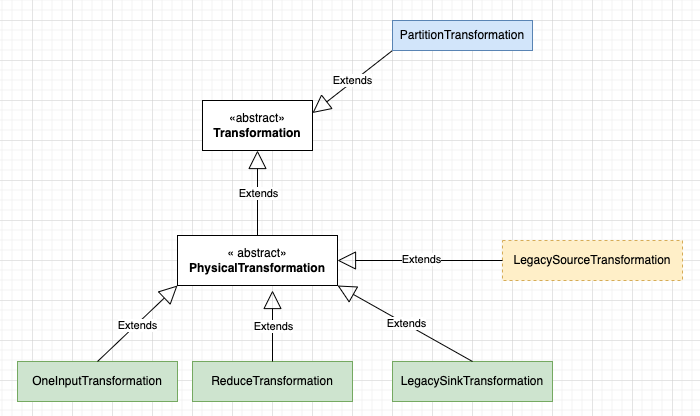 PartitionTransformation
Extends
«abstract»
Transformation
Extends
« abstract»
PhysicalTransformation
Extends
LegacySourceTransformation
Extends
Extends
Extends
OneInputTransformation
ReduceTransformation
LegacySinkTransformation